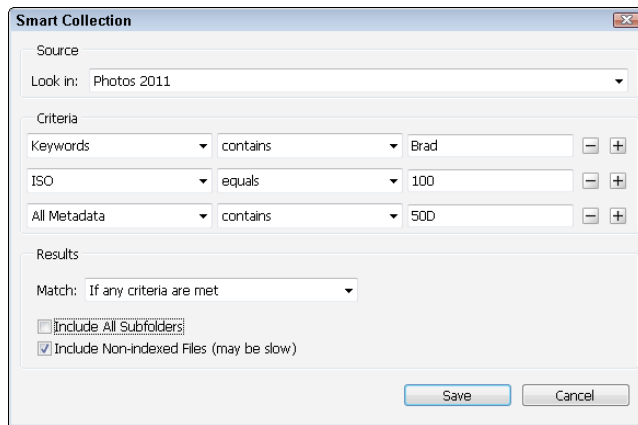 Smart Collection
Source
Look in: Photos 2011
Criteria
Keywords contains Brad
ISO equals 100
All Metadata contains 50D
Results
Match: If any criteria are met
Include All Subfolders
Include Non-indexed Files (may be slow)
Save Cancel